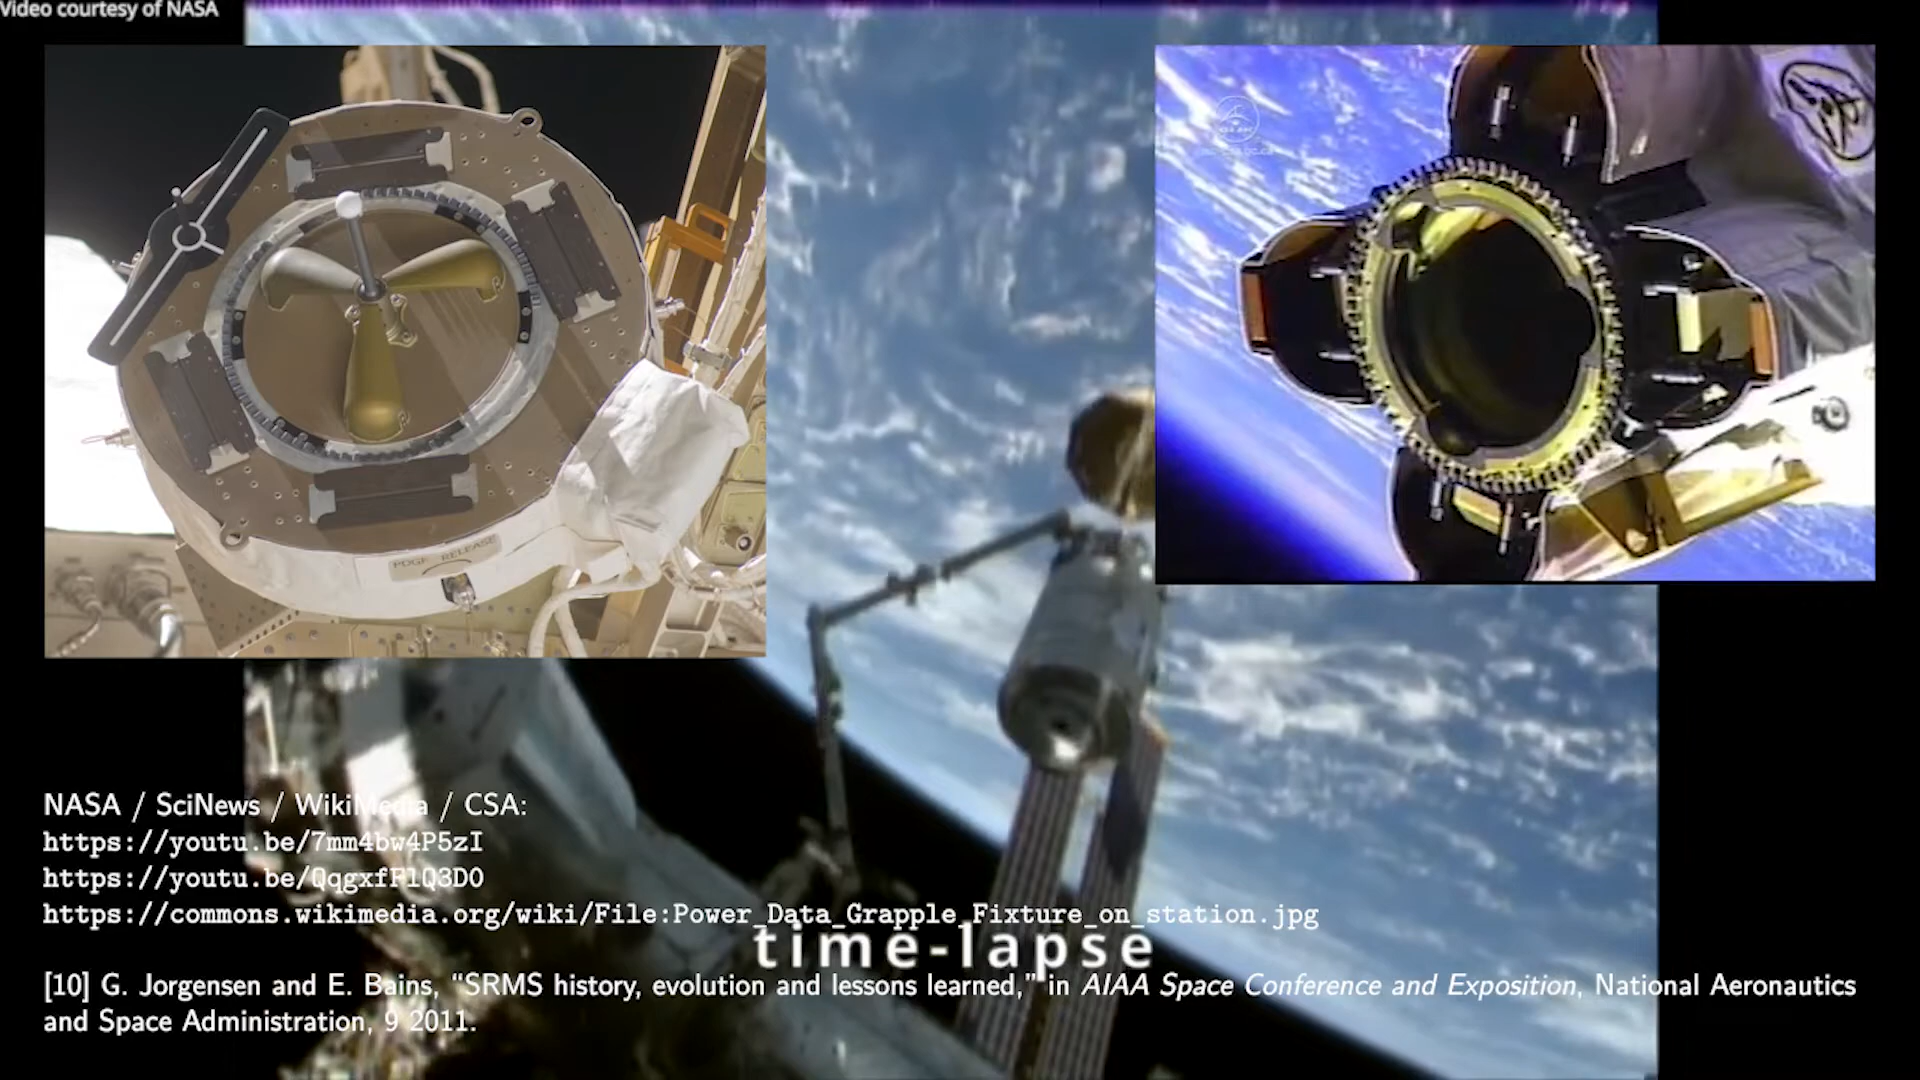 Video courtesy of NASA
PDGF RELEASE
NASA / SciNews / WikiMedia / CSA:
https://youtu.be/7mm4bw4P5zI
https://youtu.be/QqgxfFlQ3D0
https://commons.wikimedia.org/wiki/File:Power_Data_Grapple_Fixture_on_station.jpg
time-lapse
[10] G. Jorgensen and E. Bains, “SRMS history, evolution and lessons learned,” in AIAA Space Conference and Exposition, National Aeronautics
and Space Administration, 9 2011.